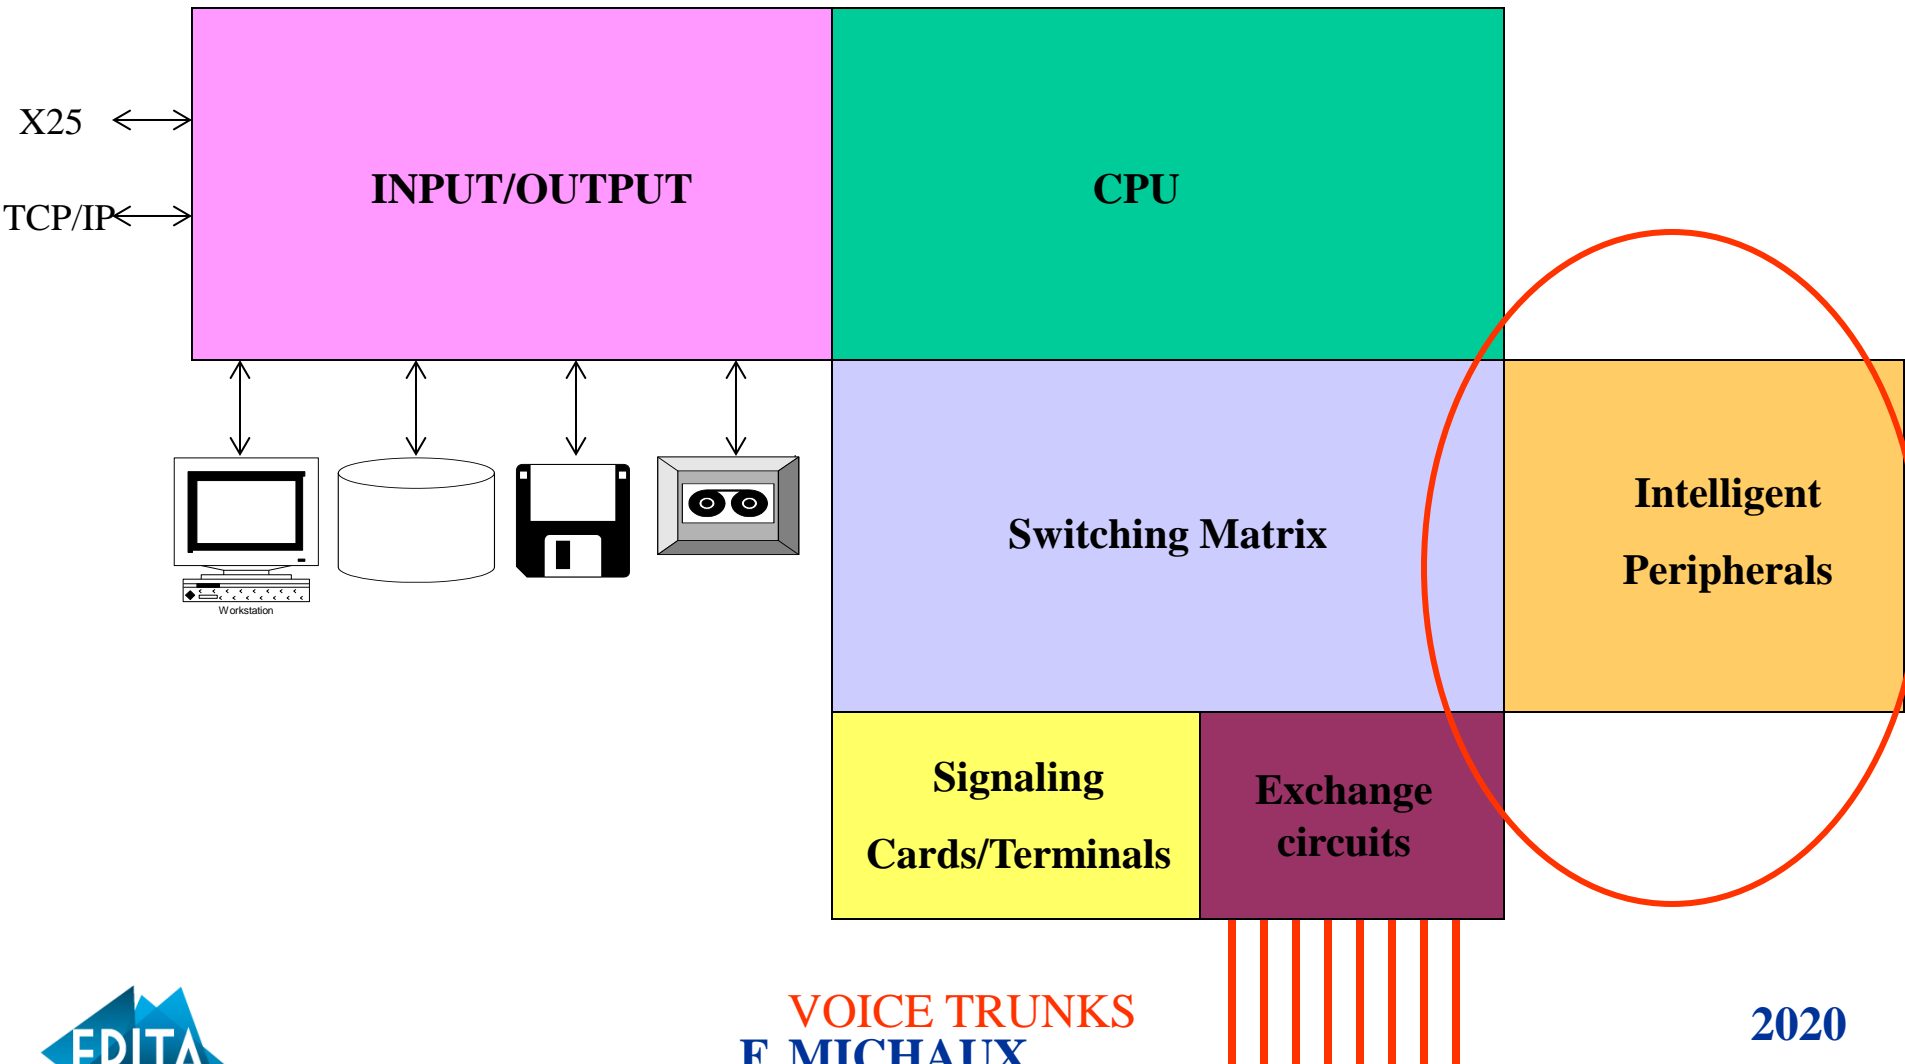 X25
TCP/IP
INPUT/OUTPUT
CPU
Workstation
Switching Matrix
Intelligent
Peripherals
Signaling
Cards/Terminals
Exchange
circuits
VOICE TRUNKS
F. MICHAUX
2020